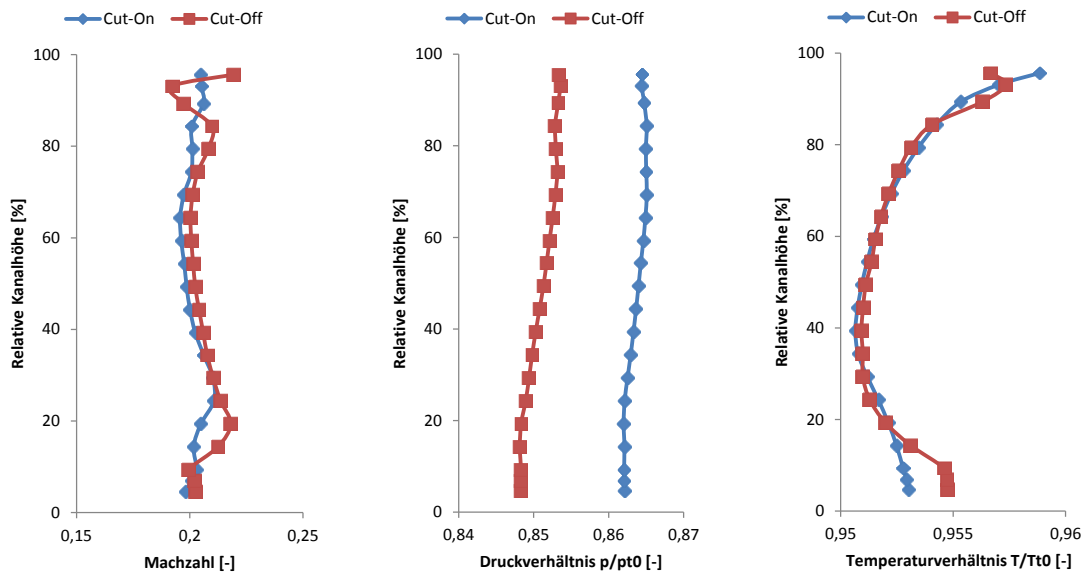 Cut-On Cut-Off
100
80
60
40
20
0
Relative Kanalhöhe [%]
0,15 0,2 0,25
Machzahl [-]
Cut-On Cut-Off
100
80
60
40
20
0
Relative Kanalhöhe [%]
0,84 0,85 0,86 0,87
Druckverhältnis p/pt0 [-]
Cut-On Cut-Off
100
80
60
40
20
0
Relative Kanalhöhe [%]
0,95 0,955 0,96
Temperaturverhältnis T/Tt0 [-]